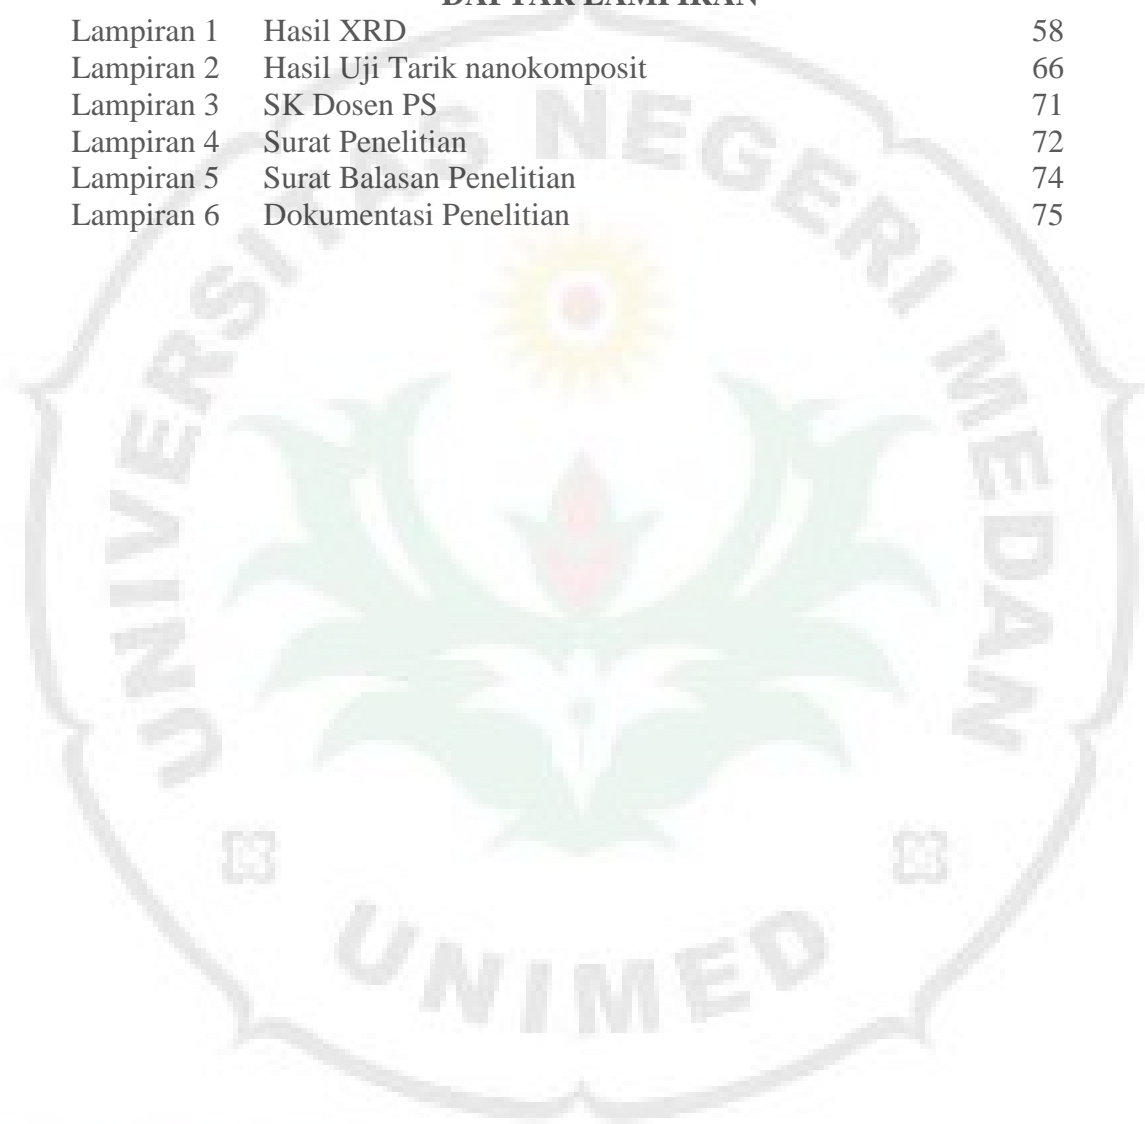 DAFTAR LAMPIRAN
Lampiran 1 Hasil XRD 58
Lampiran 2 Hasil Uji Tarik nanokomposit 66
Lampiran 3 SK Dosen PS 71
Lampiran 4 Surat Penelitian 72
Lampiran 5 Surat Balasan Penelitian 74
Lampiran 6 Dokumentasi Penelitian 75
UNIVERSITAS NEGERI MEDAN
UNIMED